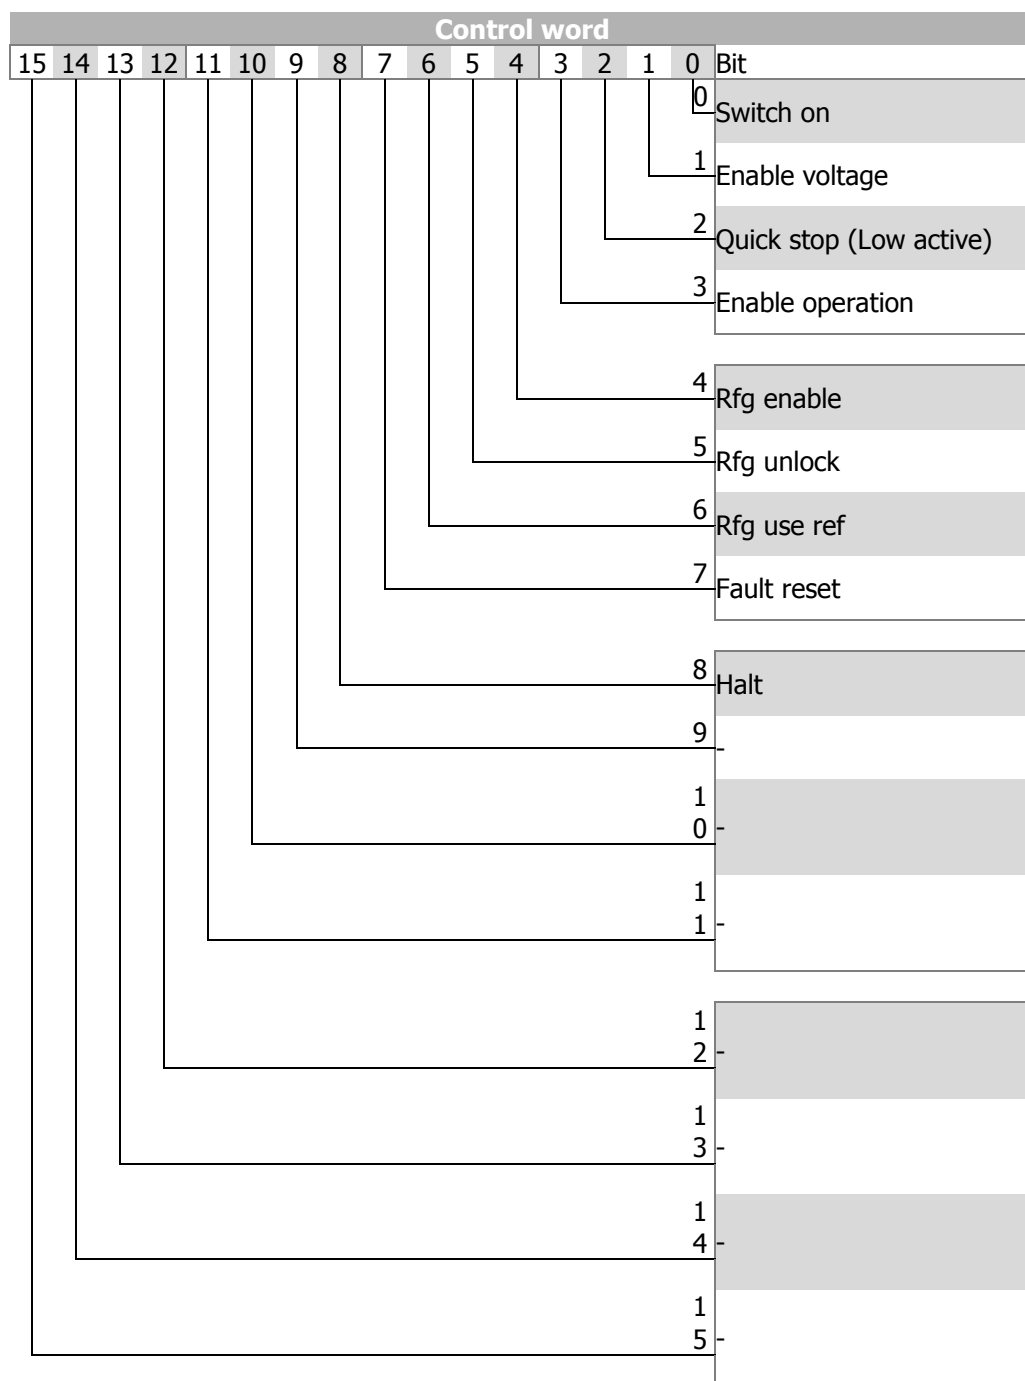 Control word
15 14 13 12 11 10 9 8 7 6 5 4 3 2 1 0 Bit
0 Switch on
1 Enable voltage
2 Quick stop (Low active)
3 Enable operation
4 Rfg enable
5 Rfg unlock
6 Rfg use ref
7 Fault reset
8 Halt
9 -
1
0 -
1
1 -
1
2 -
1
3 -
1
4 -
1
5 -